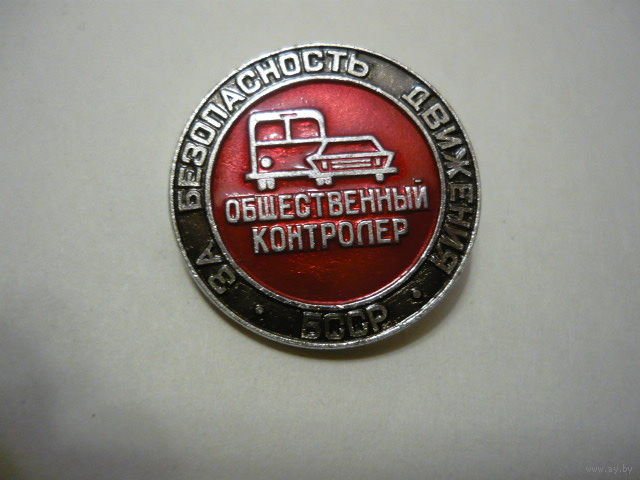 ЗА БЕЗОПАСНОСТЬ ДВИЖЕНИЯ
ОБЩЕСТВЕННЫЙ
КОНТРОЛЕР
· БССР ·
www.ay.by